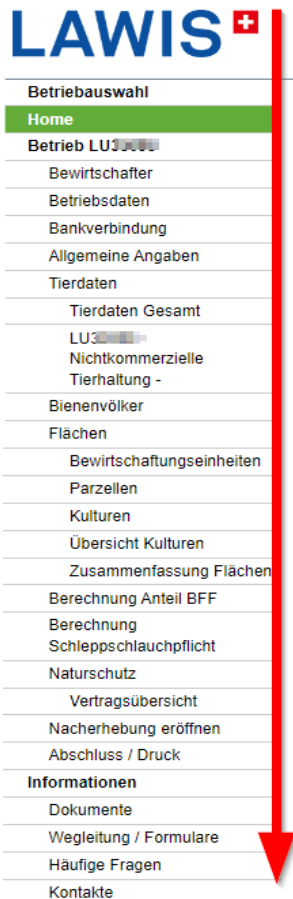 LAWIS
Betriebauswahl
Home
Betrieb
Bewirtschafter
Betriebsdaten
Bankverbindung
Allgemeine Angaben
Tierdaten
Tierdaten Gesamt
Nichtkommerzielle
Tierhaltung -
Bienenvölker
Flächen
Bewirtschaftungseinheiten
Parzellen
Kulturen
Übersicht Kulturen
Zusammenfassung Flächen
Berechnung Anteil BFF
Berechnung
Schleppschlauchpflicht
Naturschutz
Vertragsübersicht
Nacherhebung eröffnen
Abschluss / Druck
Informationen
Dokumente
Wegleitung / Formulare
Häufige Fragen
Kontakte